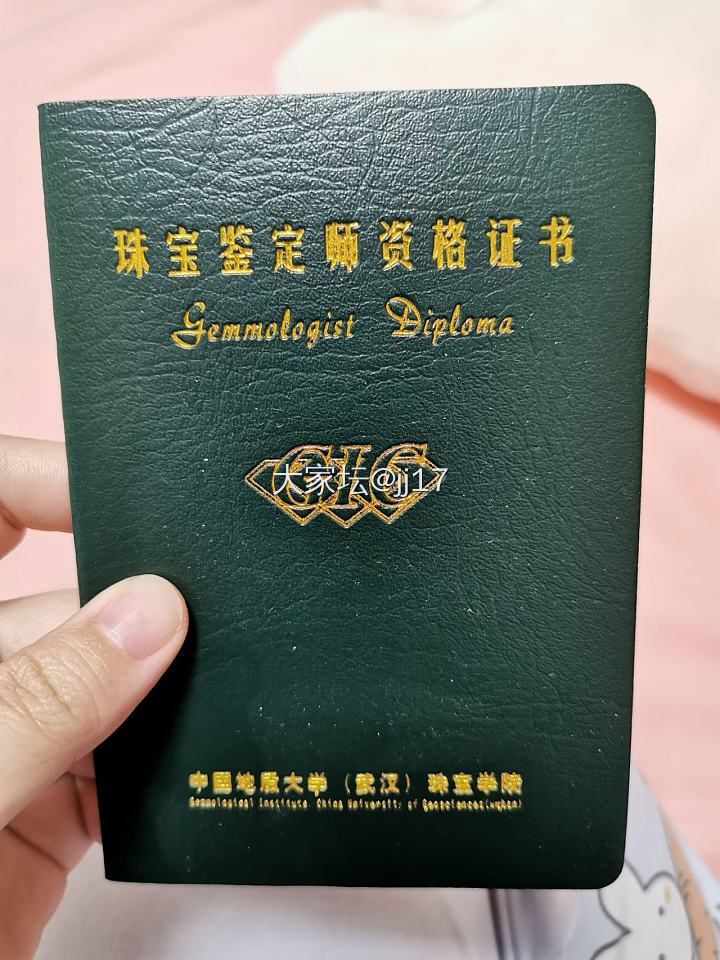 珠宝鉴定师资格证书
Gemmologist Diploma
GIC
大家坛@jj17
中国地质大学（武汉）珠宝学院
Gemmological Institute, China University of Geosciences(wuhan)